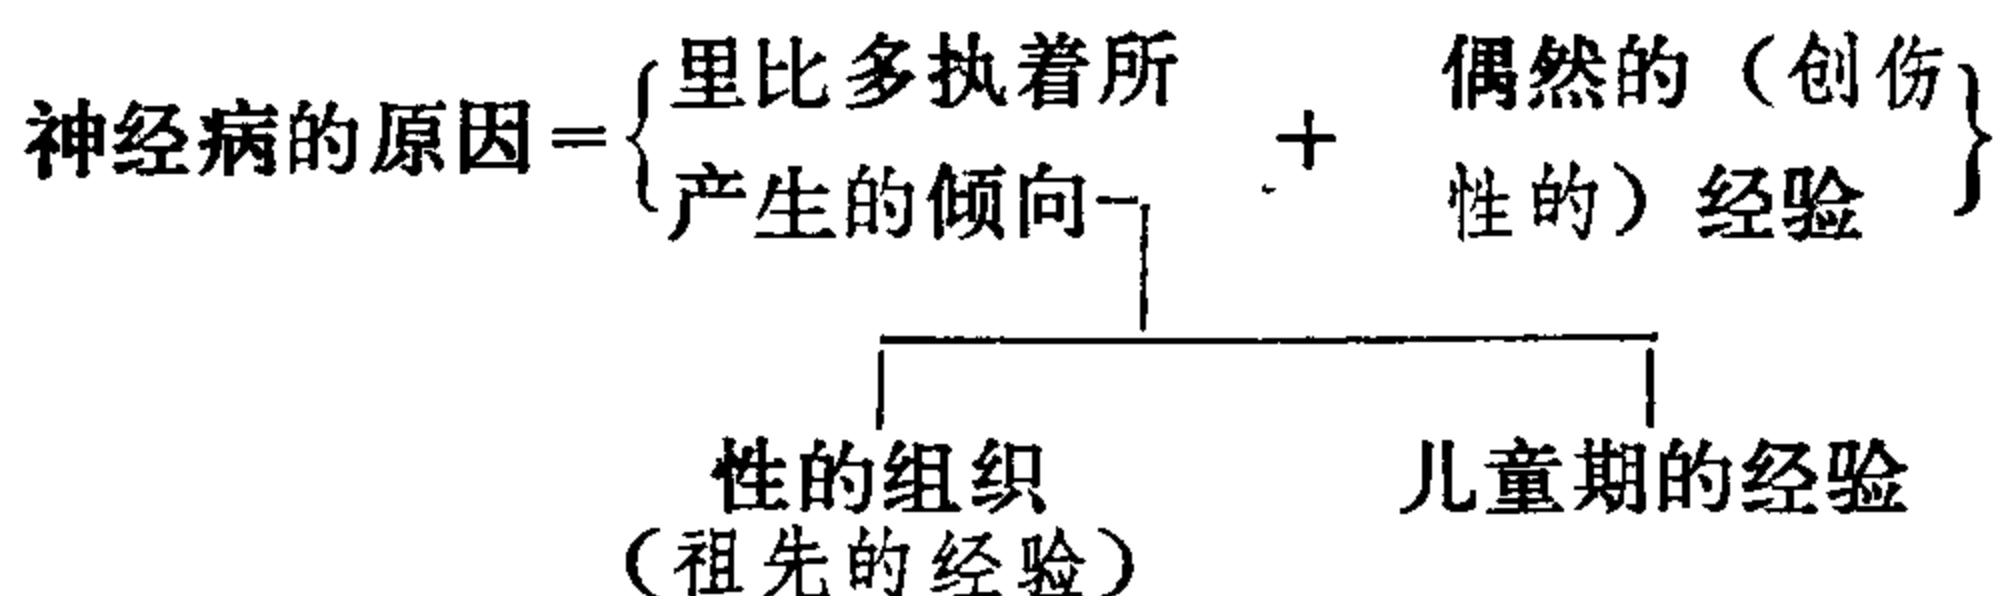 神经病的原因＝{里比多执着所产生的倾向 + 偶然的（创伤性的）经验}
性的组织 儿童期的经验
（祖先的经验）